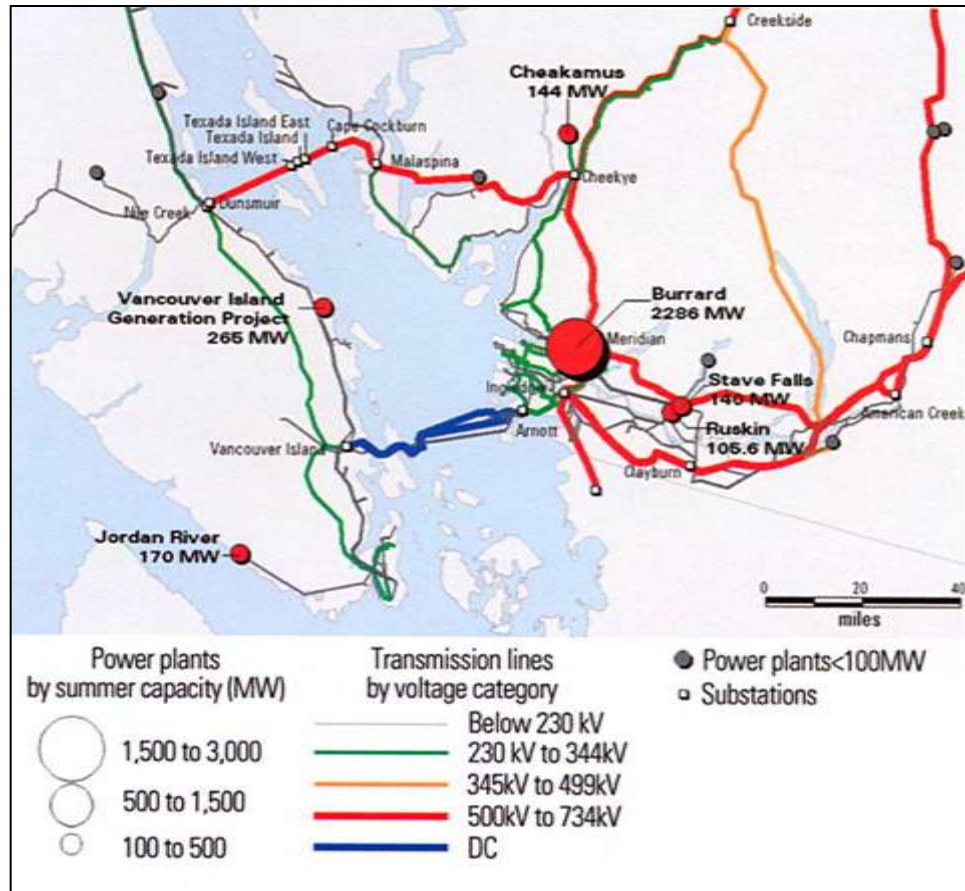 Creekside
Cheakamus
144 MW
Texada Island East
Texada Island
Cape Cockburn
Texada Island West
Malaspina
Cheekye
Nile Creek
Dunsmuir
Vancouver Island
Generation Project
265 MW
Burrard
2286 MW
Meridian
Chapmans
Stave Falls
140 MW
American Creek
Ruskin
105.6 MW
Arnott
Vancouver Island
Clayburn
Jordan River
170 MW
0 20 40
miles
Power plants
by summer capacity (MW)
1,500 to 3,000
500 to 1,500
100 to 500
Transmission lines
by voltage category
Below 230 kV
230 kV to 344kV
345kV to 499kV
500kV to 734kV
DC
Power plants<100MW
Substations